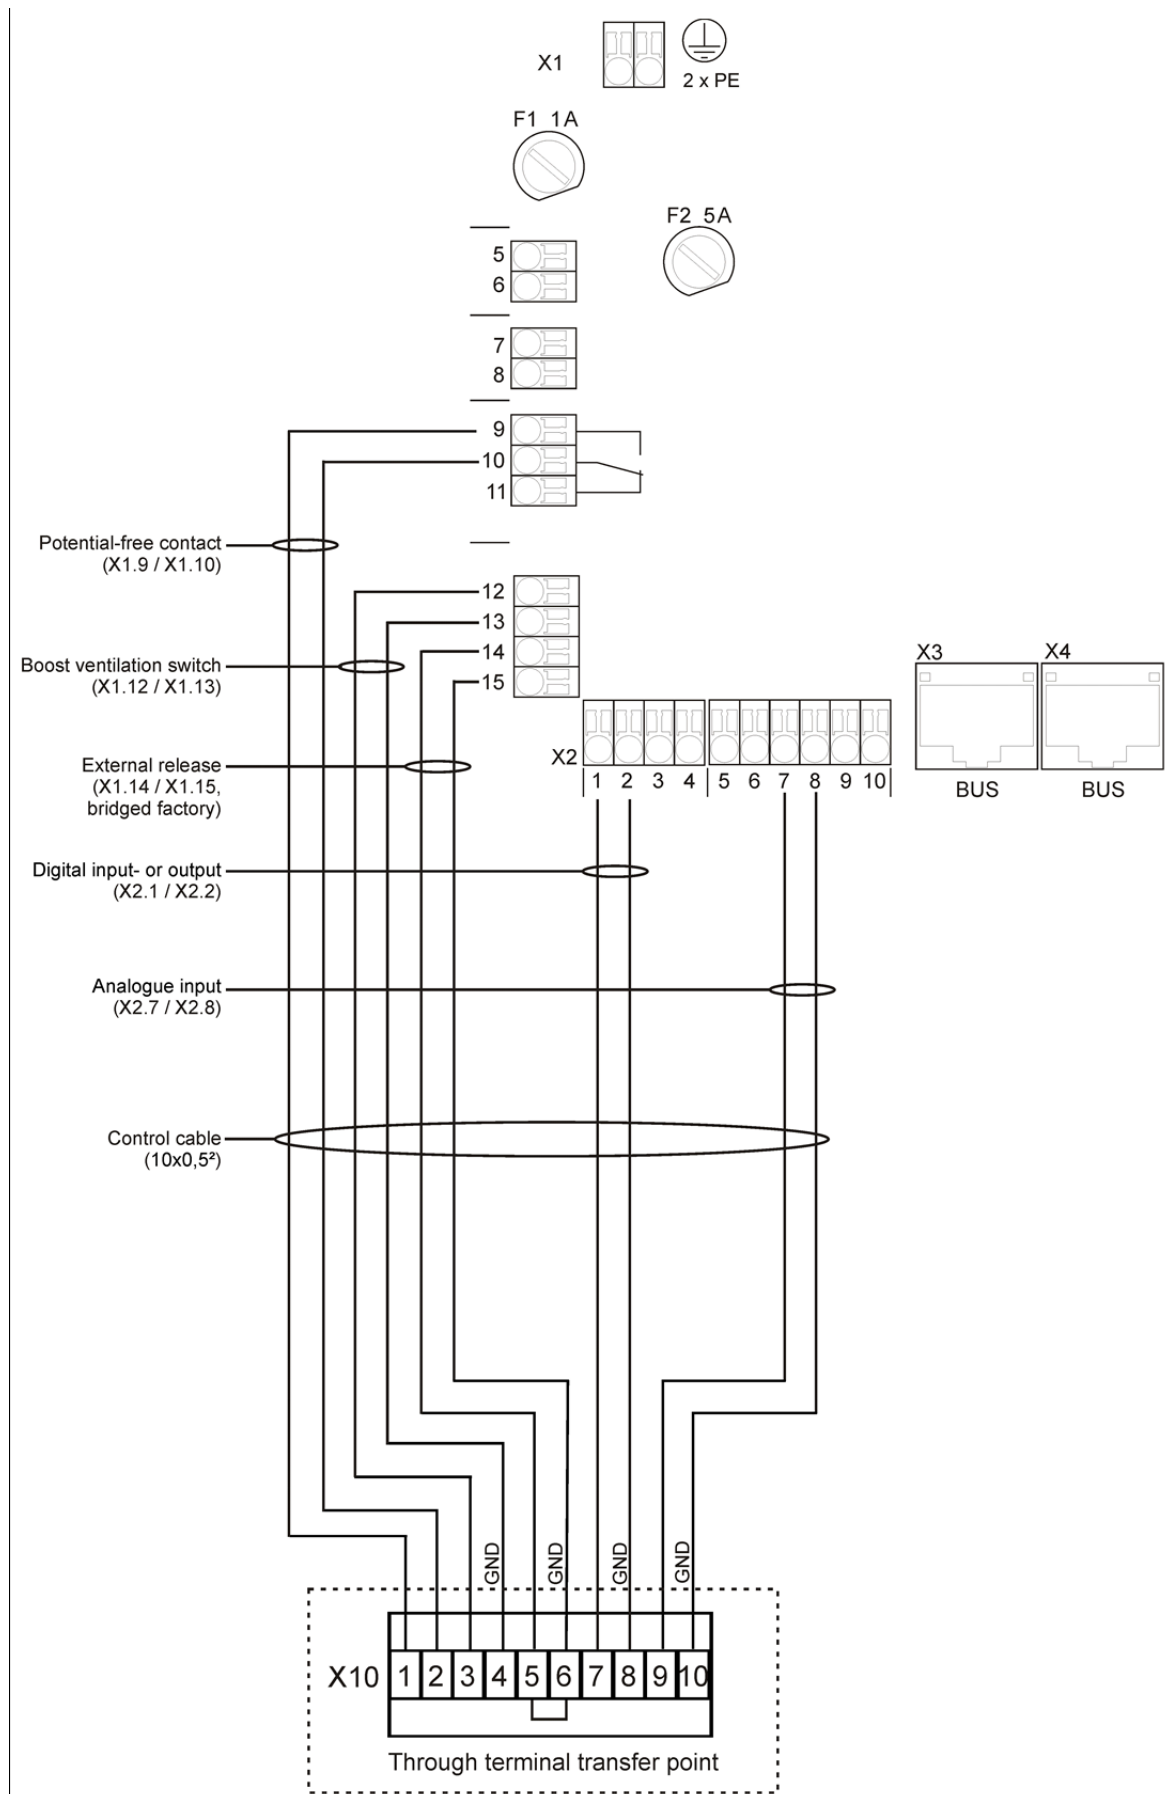 X1
2 x PE
F1 1A
F2 5A
5
6
7
8
9
10
11
Potential-free contact
(X1.9 / X1.10)
12
13
14
15
Boost ventilation switch
(X1.12 / X1.13)
X3
X4
External release
(X1.14 / X1.15,
bridged factory)
X2
1 2 3 4 5 6 7 8 9 10
BUS
BUS
Digital input- or output
(X2.1 / X2.2)
Analogue input
(X2.7 / X2.8)
Control cable
(10x0,5²)
GND
GND
GND
GND
X10 1 2 3 4 5 6 7 8 9 10
Through terminal transfer point